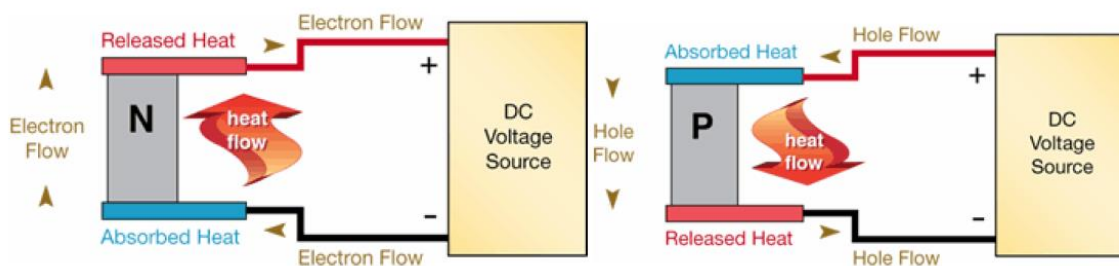 Electron Flow
Released Heat
+
N
heat
flow
Electron
Flow
DC
Voltage
Source
−
Absorbed Heat
Electron Flow
Hole Flow
Absorbed Heat
+
P
heat
flow
Hole
Flow
DC
Voltage
Source
−
Released Heat
Hole Flow